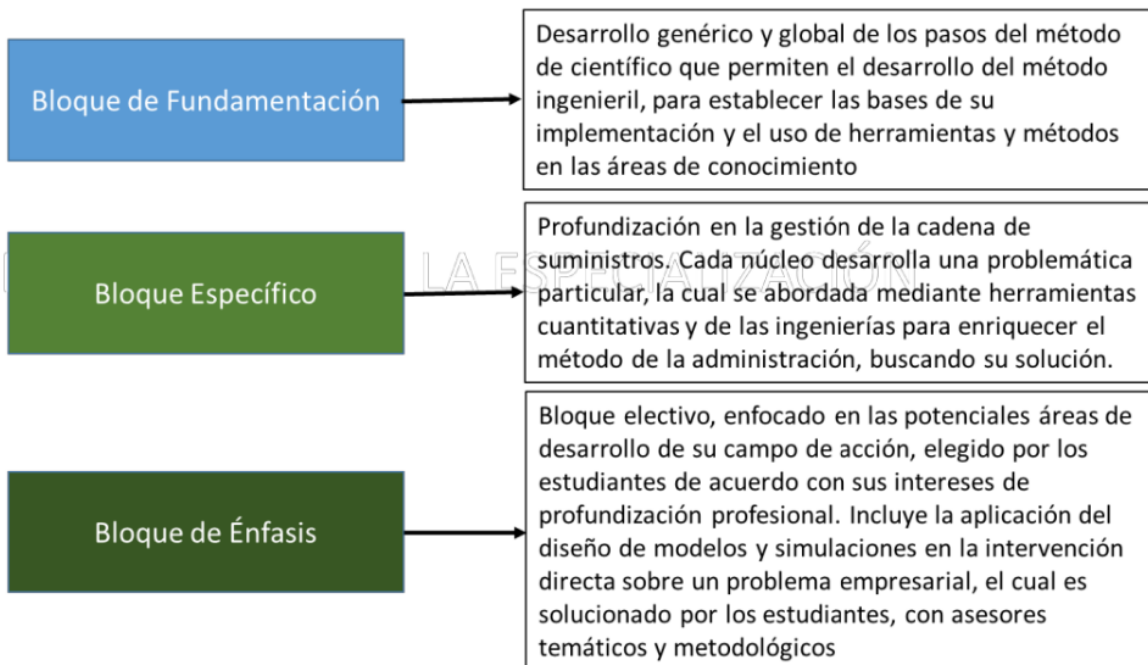 Bloque de Fundamentación
Desarrollo genérico y global de los pasos del método
de científico que permiten el desarrollo del método
ingenieril, para establecer las bases de su
implementación y el uso de herramientas y métodos
en las áreas de conocimiento
Bloque Específico
LA ESPECIALIZACIÓN
Profundización en la gestión de la cadena de
suministros. Cada núcleo desarrolla una problemática
particular, la cual se abordada mediante herramientas
cuantitativas y de las ingenierías para enriquecer el
método de la administración, buscando su solución.
Bloque de Énfasis
Bloque electivo, enfocado en las potenciales áreas de
desarrollo de su campo de acción, elegido por los
estudiantes de acuerdo con sus intereses de
profundización profesional. Incluye la aplicación del
diseño de modelos y simulaciones en la intervención
directa sobre un problema empresarial, el cual es
solucionado por los estudiantes, con asesores
temáticos y metodológicos